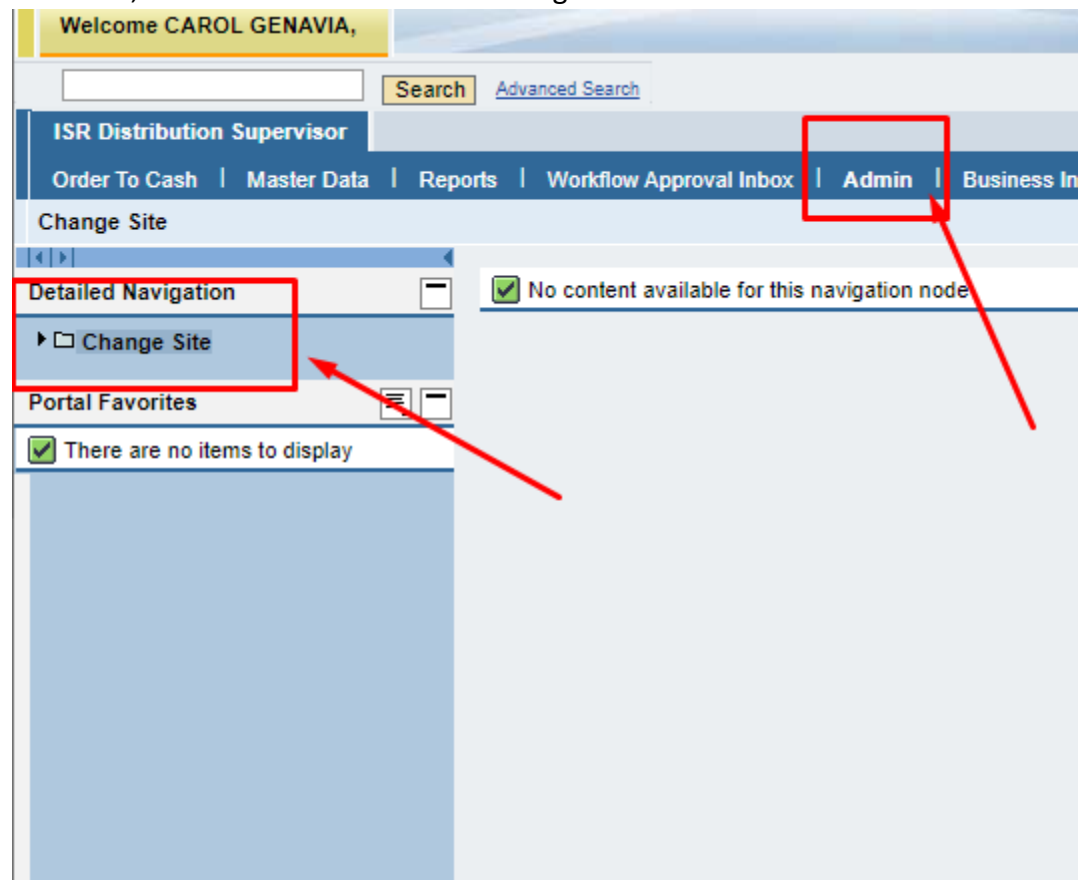 Welcome CAROL GENAVIA,
Search Advanced Search
ISR Distribution Supervisor
Order To Cash | Master Data | Reports | Workflow Approval Inbox | Admin | Business In
Change Site
Detailed Navigation
No content available for this navigation node
Change Site
Portal Favorites
There are no items to display